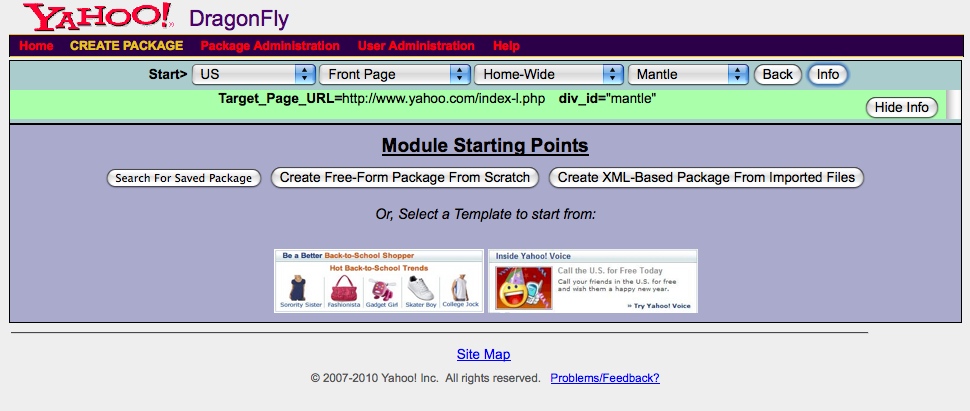 YAHOO! DragonFly
Home CREATE PACKAGE Package Administration User Administration Help
Start> US Front Page Home-Wide Mantle Back Info
Target_Page_URL=http://www.yahoo.com/index-l.php div_id="mantle"
Hide Info
Module Starting Points
Search For Saved Package Create Free-Form Package From Scratch Create XML-Based Package From Imported Files
Or, Select a Template to start from:
Be a Better Back-to-School Shopper
Hot Back-to-School Trends
Sorority Sister Fashionista Gadget Girl Skater Boy College Jock
Inside Yahoo! Voice
Call the U.S. for Free Today
Call your friends in the U.S. for free
and wish them a happy new year.
» Try Yahoo! Voice
Site Map
© 2007-2010 Yahoo! Inc. All rights reserved. Problems/Feedback?